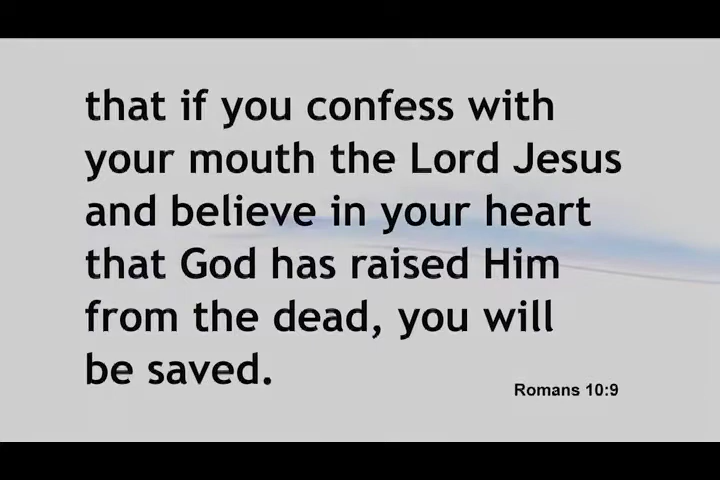 that if you confess with
your mouth the Lord Jesus
and believe in your heart
that God has raised Him
from the dead, you will
be saved.
Romans 10:9